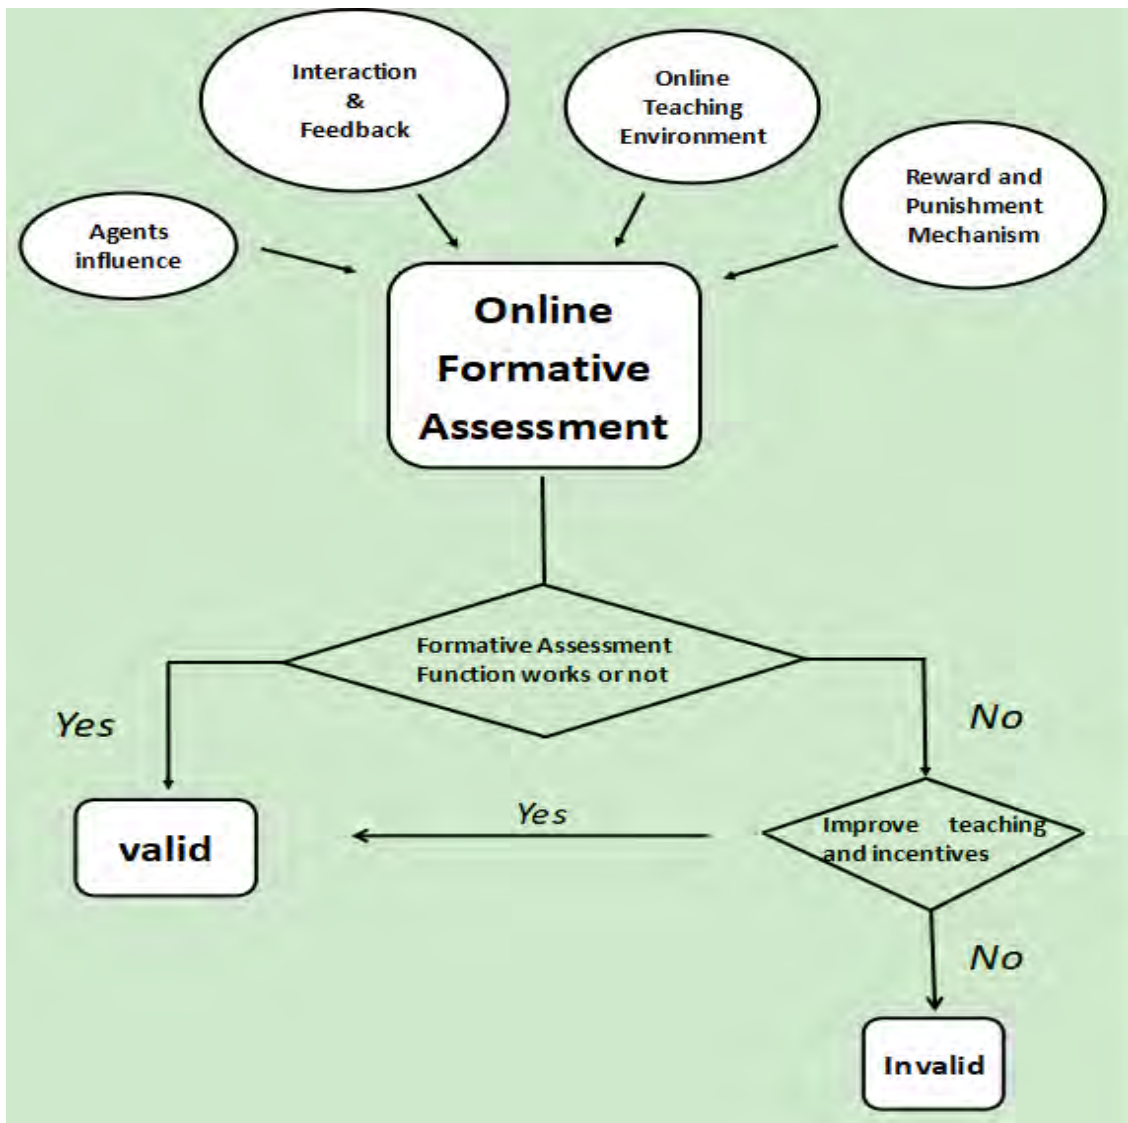 Interaction
&
Feedback
Online
Teaching
Environment
Reward and
Punishment
Mechanism
Agents
influence
Online
Formative
Assessment
Formative Assessment
Function works or not
Yes
No
valid
Yes
Improve teaching
and incentives
No
Invalid